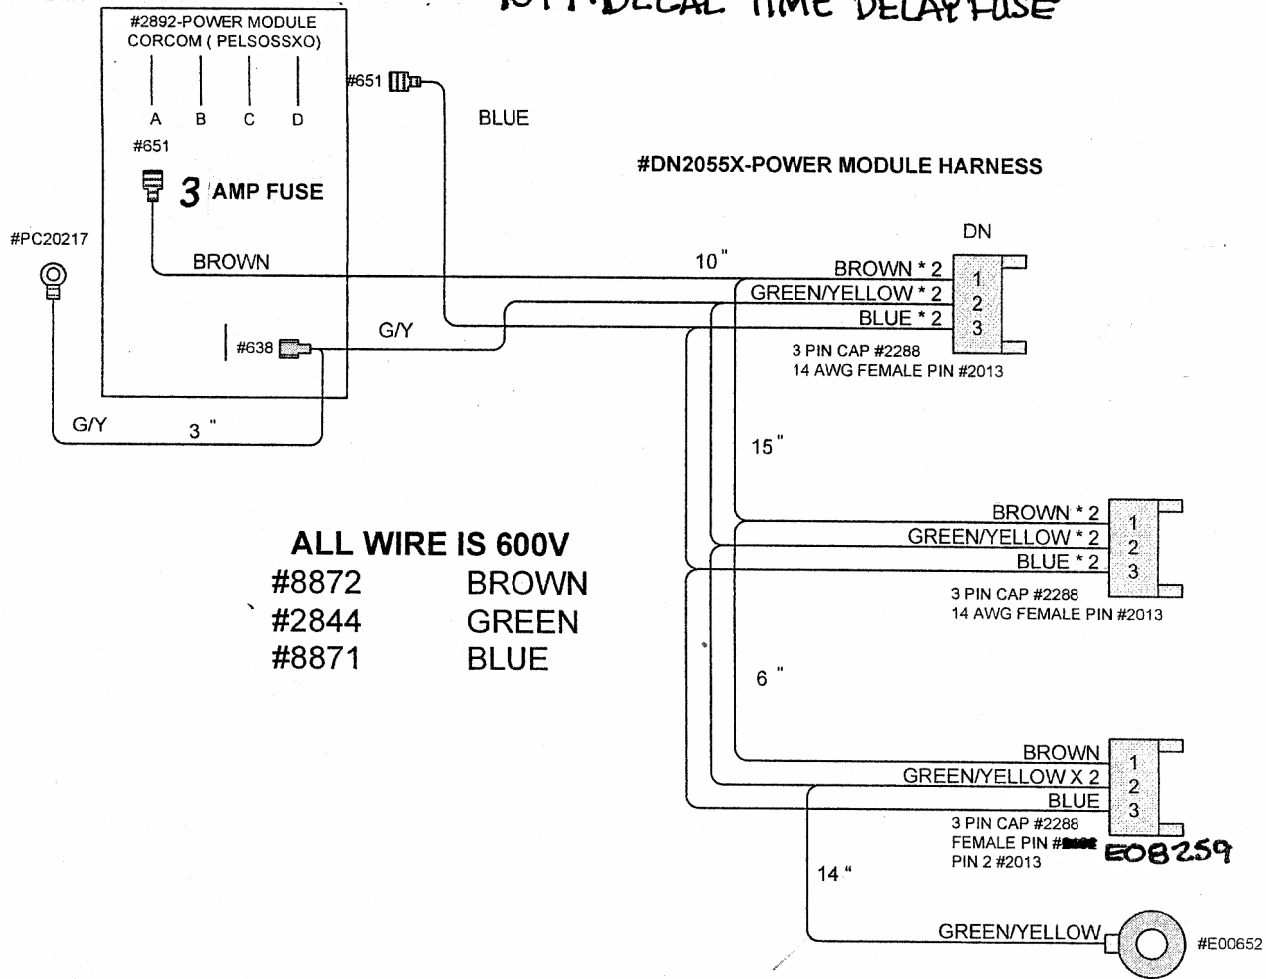 DECAL TIME DELAY FUSE
#2892-POWER MODULE
CORCOM ( PELSOSSXO)
A B C D
#651
3 AMP FUSE
#651
BLUE
#DN2055X-POWER MODULE HARNESS
#PC20217
BROWN
10 "
DN
BROWN * 2
GREEN/YELLOW * 2
BLUE * 2
1
2
3
3 PIN CAP #2288
14 AWG FEMALE PIN #2013
#638
G/Y
G/Y
3 "
15 "
BROWN * 2
GREEN/YELLOW * 2
BLUE * 2
1
2
3
3 PIN CAP #2288
14 AWG FEMALE PIN #2013
ALL WIRE IS 600V
#8872 BROWN
#2844 GREEN
#8871 BLUE
6 "
BROWN
GREEN/YELLOW X 2
BLUE
1
2
3
3 PIN CAP #2288
FEMALE PIN # E08259
PIN 2 #2013
14 "
GREEN/YELLOW
#E00652